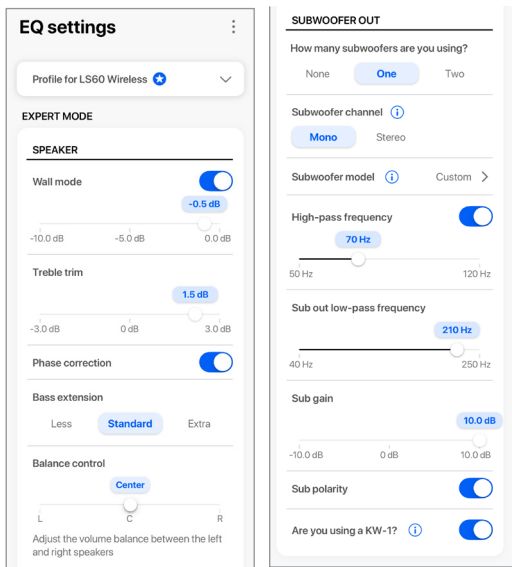 EQ settings
Profile for LS60 Wireless
EXPERT MODE
SPEAKER
Wall mode
-0.5 dB
-10.0 dB -5.0 dB 0.0 dB
Treble trim
1.5 dB
-3.0 dB 0 dB 3.0 dB
Phase correction
Bass extension
Less Standard Extra
Balance control
Center
L C R
Adjust the volume balance between the left
and right speakers
SUBWOOFER OUT
How many subwoofers are you using?
None One Two
Subwoofer channel i
Mono Stereo
Subwoofer model i Custom
High-pass frequency
70 Hz
50 Hz 120 Hz
Sub out low-pass frequency
210 Hz
40 Hz 250 Hz
Sub gain
10.0 dB
-10.0 dB 0 dB 10.0 dB
Sub polarity
Are you using a KW-1? i